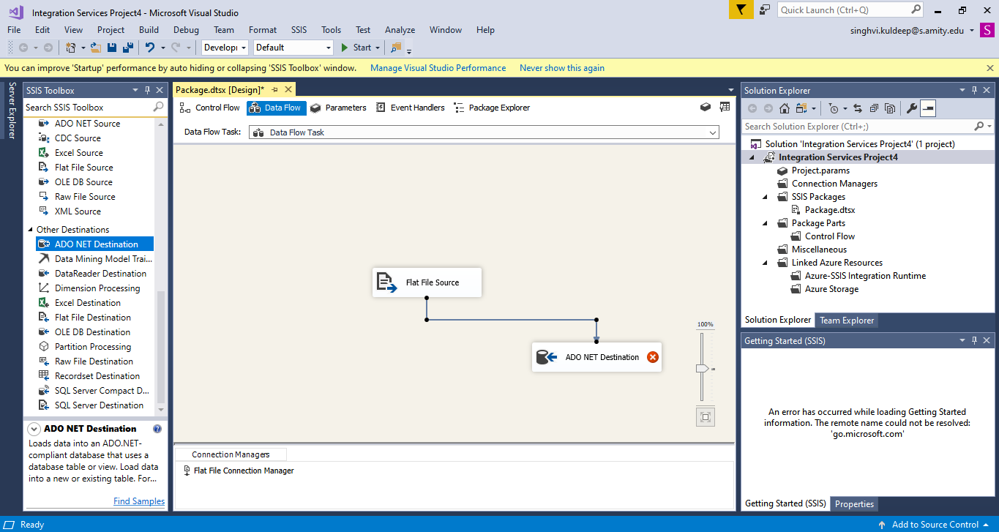 Integration Services Project4 - Microsoft Visual Studio
Quick Launch (Ctrl+Q)
File Edit View Project Build Debug Team Format SSIS Tools Test Analyze Window Help
singhvi.kuldeep@s.amity.edu S
Developi Default Start
You can improve 'Startup' performance by auto hiding or collapsing 'SSIS Toolbox' window. Manage Visual Studio Performance Never show this again
Server Explorer
SSIS Toolbox
Search SSIS Toolbox
ADO NET Source
CDC Source
Excel Source
Flat File Source
OLE DB Source
Raw File Source
XML Source
Other Destinations
ADO NET Destination
Data Mining Model Trai...
DataReader Destination
Dimension Processing
Excel Destination
Flat File Destination
OLE DB Destination
Partition Processing
Raw File Destination
Recordset Destination
SQL Server Compact D...
SQL Server Destination
ADO NET Destination
Loads data into an ADO.NET-
compliant database that uses a
database table or view. Load data
into a new or existing table. For...
Find Samples
Package.dtsx [Design]*
Control Flow Data Flow Parameters Event Handlers Package Explorer
Data Flow Task: Data Flow Task
Flat File Source
ADO NET Destination
100%
Connection Managers
Flat File Connection Manager
Solution Explorer
Search Solution Explorer (Ctrl+;)
Solution 'Integration Services Project4' (1 project)
Integration Services Project4
Project.params
Connection Managers
SSIS Packages
Package.dtsx
Package Parts
Control Flow
Miscellaneous
Linked Azure Resources
Azure-SSIS Integration Runtime
Azure Storage
Solution Explorer Team Explorer
Getting Started (SSIS)
An error has occurred while loading Getting Started
information. The remote name could not be resolved:
'go.microsoft.com'
Getting Started (SSIS) Properties
Ready
Add to Source Control